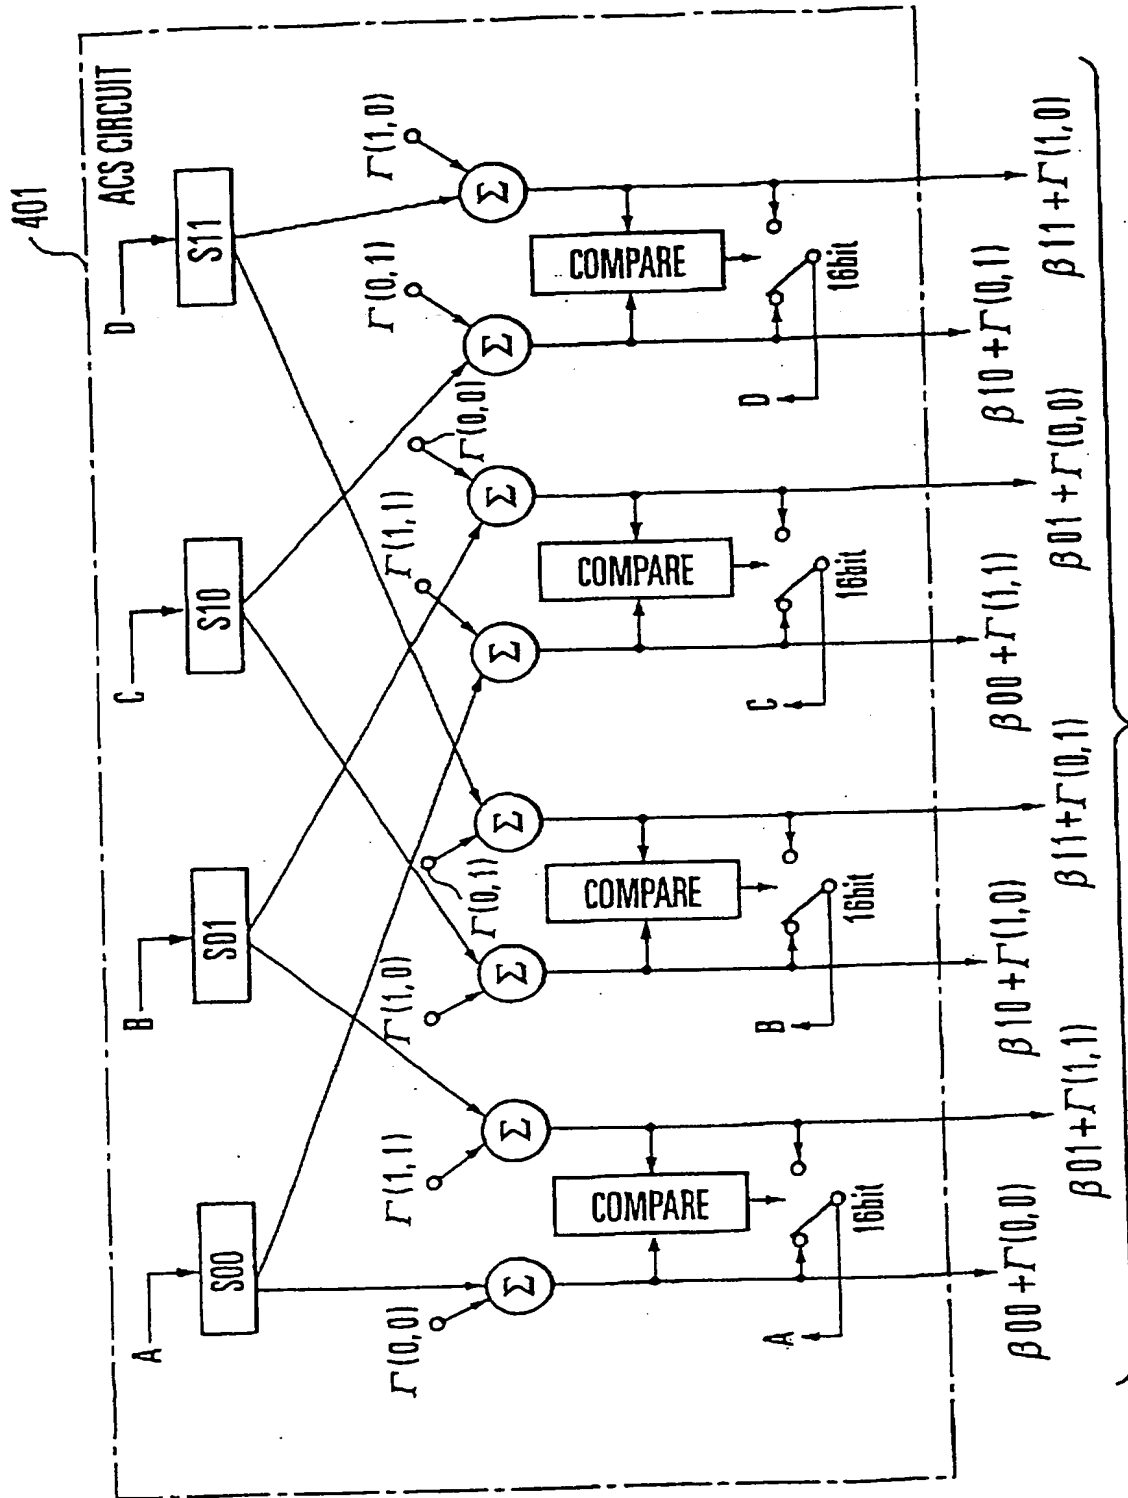 401
ACS CIRCUIT
A
B
C
D
S00
S01
S10
S11
Γ(0,0)
Γ(1,1)
Γ(1,0)
Γ(0,1)
Γ(1,1)
Γ(0,0)
Γ(0,1)
Γ(1,0)
Σ
Σ
Σ
Σ
Σ
Σ
Σ
Σ
COMPARE
COMPARE
COMPARE
COMPARE
16bit
16bit
16bit
16bit
A
B
C
D
β00+Γ(0,0)
β01+Γ(1,1)
β10+Γ(1,0)
β11+Γ(0,1)
β00+Γ(1,1)
β01+Γ(0,0)
β10+Γ(0,1)
β11+Γ(1,0)